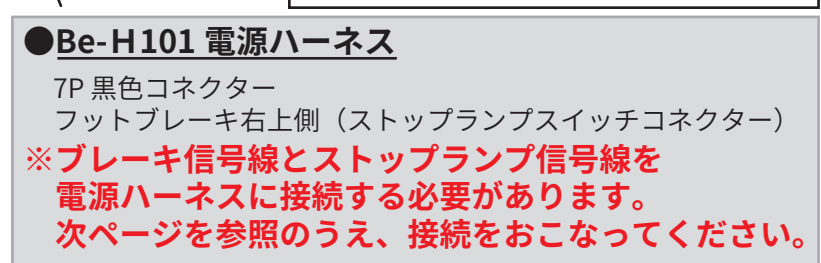 ●Be-H101 電源ハーネス
7P 黒色コネクター
フットブレーキ右上側（ストップランプスイッチコネクター）
※ブレーキ信号線とストップランプ信号線を
電源ハーネスに接続する必要があります。
次ページを参照のうえ、接続をおこなってください。